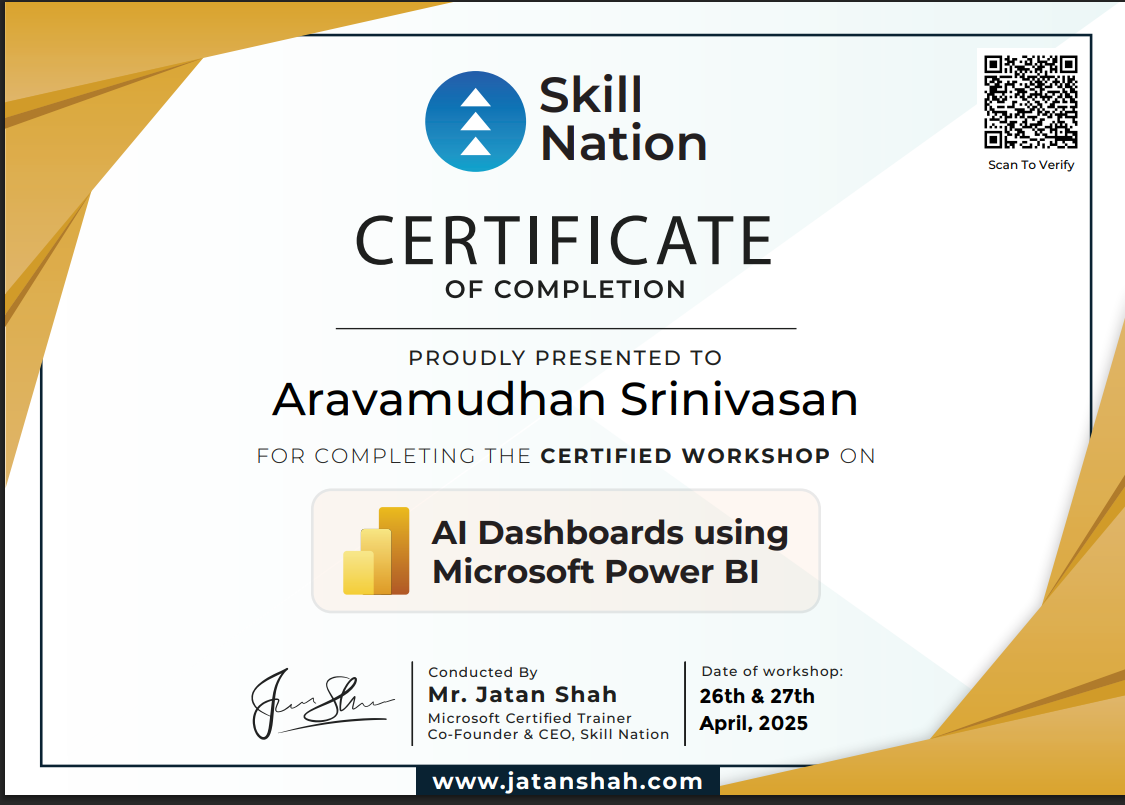 Skill
Nation
Scan To Verify
CERTIFICATE
OF COMPLETION
PROUDLY PRESENTED TO
Aravamudhan Srinivasan
FOR COMPLETING THE CERTIFIED WORKSHOP ON
AI Dashboards using
Microsoft Power BI
Conducted By
Mr. Jatan Shah
Microsoft Certified Trainer
Co-Founder & CEO, Skill Nation
Date of workshop:
26th & 27th
April, 2025
www.jatanshah.com